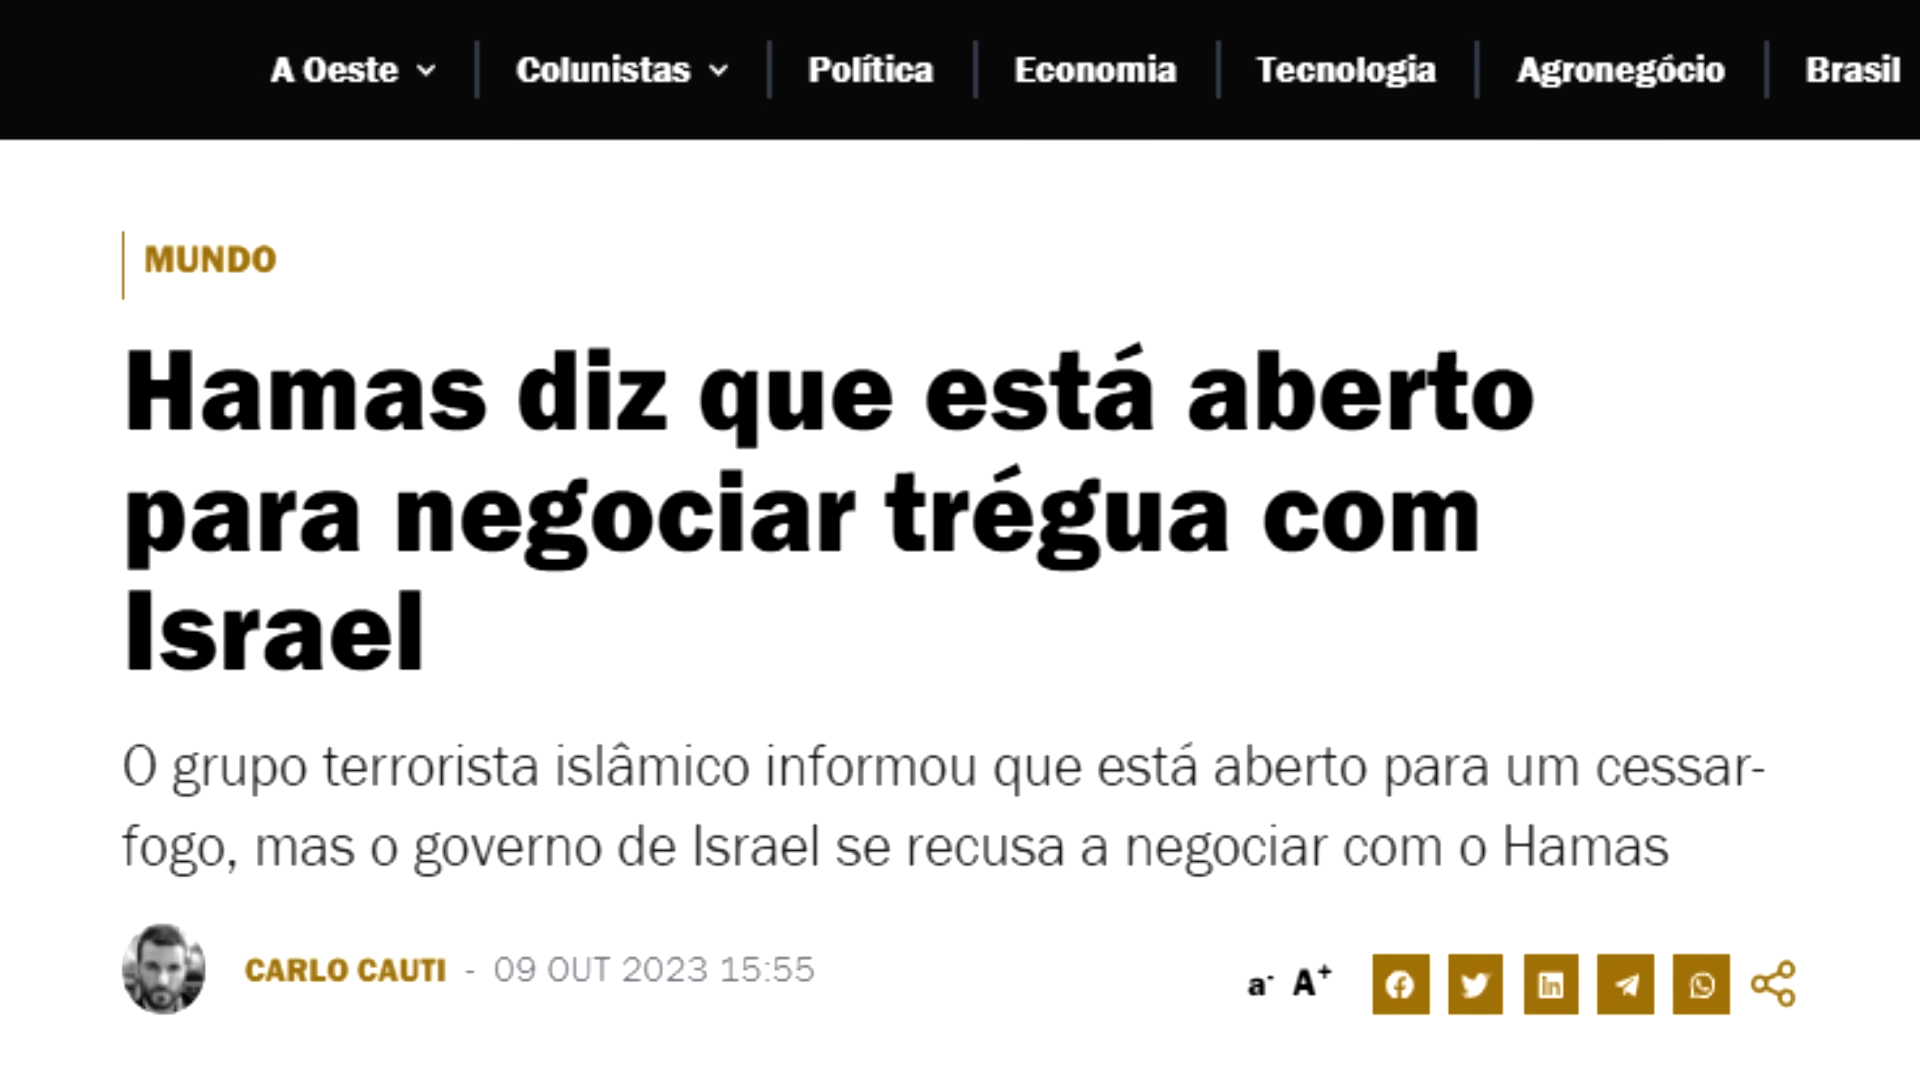 A Oeste Colunistas Política Economia Tecnologia Agronegócio Brasil
MUNDO
Hamas diz que está aberto
para negociar trégua com
Israel
O grupo terrorista islâmico informou que está aberto para um cessar-
fogo, mas o governo de Israel se recusa a negociar com o Hamas
CARLO CAUTI - 09 OUT 2023 15:55
a- A+